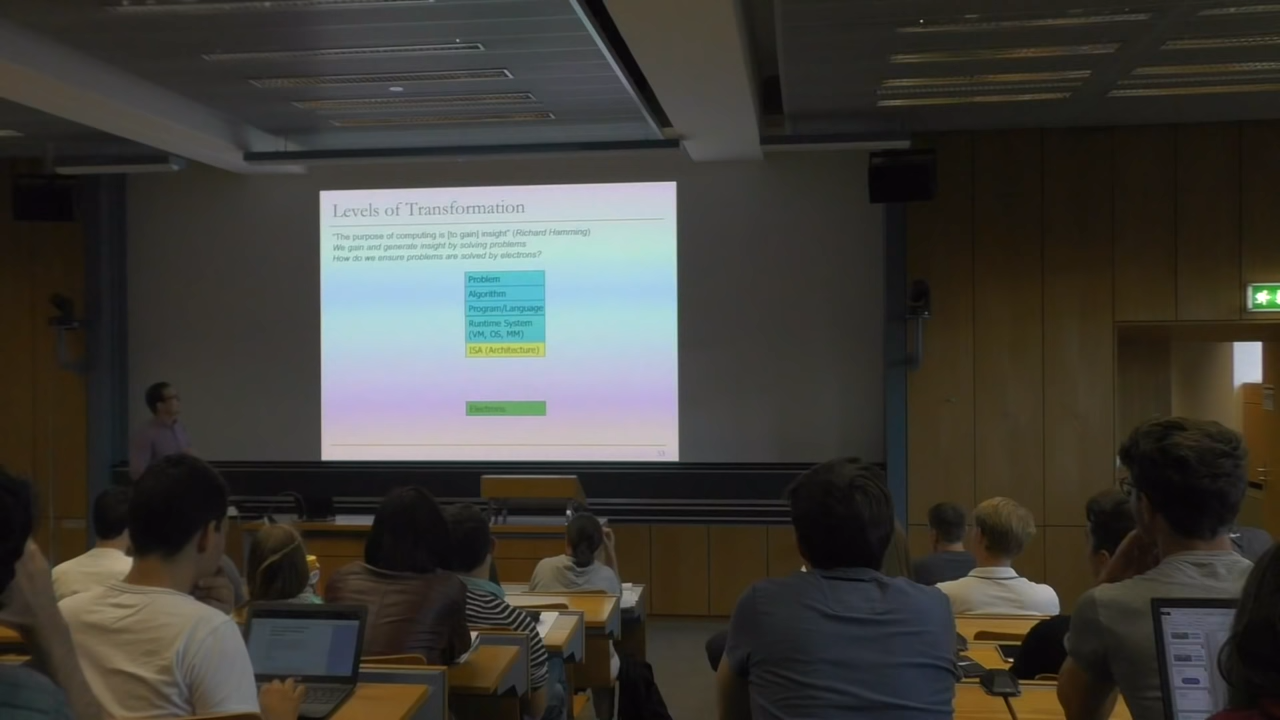 Levels of Transformation
"The purpose of computing is [to gain] insight" (Richard Hamming)
We gain and generate insight by solving problems
How do we ensure problems are solved by electrons?
Problem
Algorithm
Program/Language
Runtime System
(VM, OS, MM)
ISA (Architecture)
Electrons